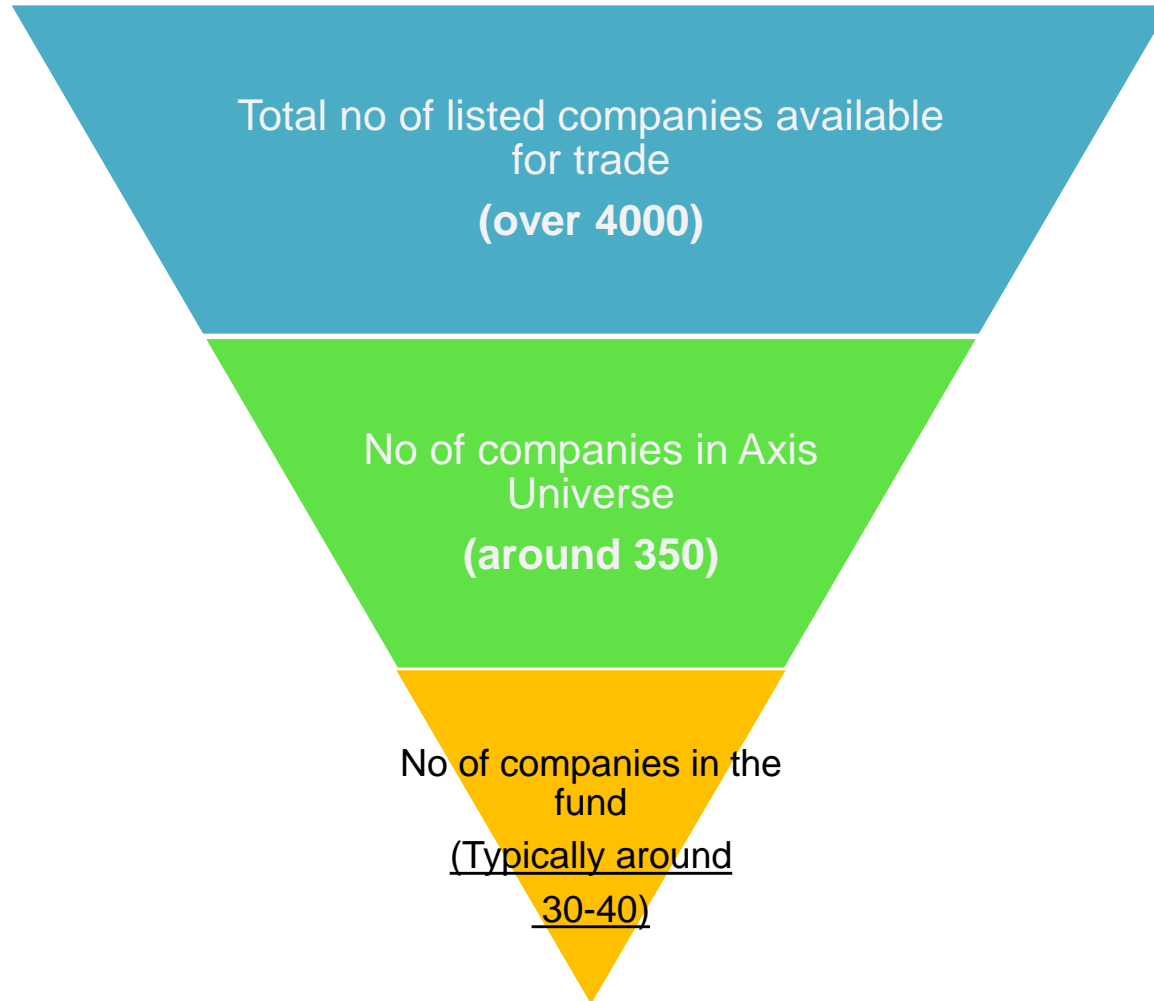 Total no of listed companies available
for trade
(over 4000)
No of companies in Axis
Universe
(around 350)
No of companies in the
fund
(Typically around
30-40)